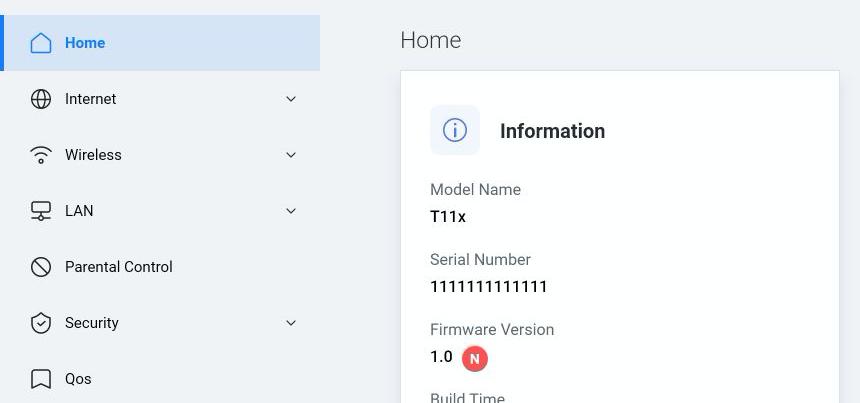 Home
Internet
Wireless
LAN
Parental Control
Security
Qos
Home
Information
Model Name
T11x
Serial Number
1111111111111
Firmware Version
1.0 N
Build Time